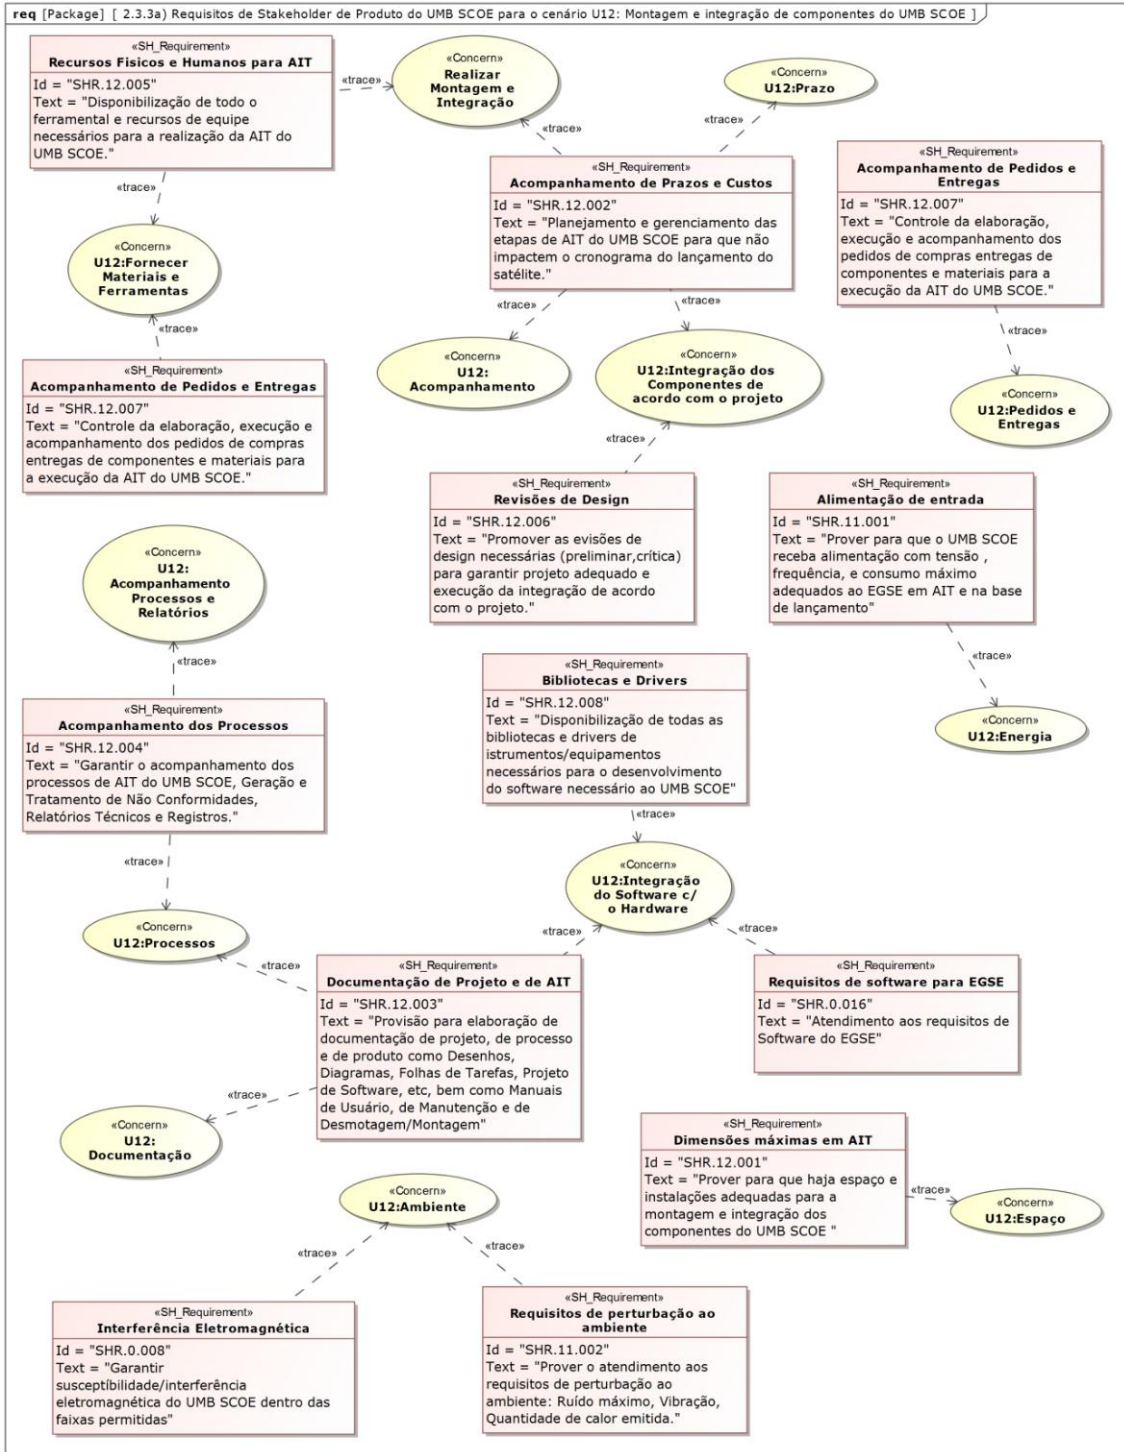 req [Package] [ 2.3.3a) Requisitos de Stakeholder de Produto do UMB SCOE para o cenário U12: Montagem e integração de componentes do UMB SCOE ]
«SH_Requirement»
Recursos Fisicos e Humanos para AIT
Id = "SHR.12.005"
Text = "Disponibilização de todo o
ferramental e recursos de equipe
necessários para a realização da AIT do
UMB SCOE."
«trace»
«Concern»
Realizar
Montagem e
Integração
«Concern»
U12:Prazo
«trace»
«trace»
«trace»
«SH_Requirement»
Acompanhamento de Prazos e Custos
Id = "SHR.12.002"
Text = "Planejamento e gerenciamento das
etapas de AIT do UMB SCOE para que não
impactem o cronograma do lançamento do
satélite."
«SH_Requirement»
Acompanhamento de Pedidos e
Entregas
Id = "SHR.12.007"
Text = "Controle da elaboração,
execução e acompanhamento dos
pedidos de compras entregas de
componentes e materiais para a
execução da AIT do UMB SCOE."
«Concern»
U12:Fornecer
Materiais e
Ferramentas
«trace»
«trace»
«trace»
«trace»
«SH_Requirement»
Acompanhamento de Pedidos e Entregas
Id = "SHR.12.007"
Text = "Controle da elaboração, execução e
acompanhamento dos pedidos de compras
entregas de componentes e materiais para
a execução da AIT do UMB SCOE."
«Concern»
U12:
Acompanhamento
«Concern»
U12:Integração dos
Componentes de
acordo com o projeto
«Concern»
U12:Pedidos e
Entregas
«trace»
«SH_Requirement»
Revisões de Design
Id = "SHR.12.006"
Text = "Promover as evisões de
design necessárias (preliminar,crítica)
para garantir projeto adequado e
execução da integração de acordo
com o projeto."
«SH_Requirement»
Alimentação de entrada
Id = "SHR.11.001"
Text = "Prover para que o UMB SCOE
receba alimentação com tensão ,
frequência, e consumo máximo
adequados ao EGSE em AIT e na base
de lançamento"
«Concern»
U12:
Acompanhamento
Processos e
Relatórios
«trace»
«trace»
«SH_Requirement»
Acompanhamento dos Processos
Id = "SHR.12.004"
Text = "Garantir o acompanhamento dos
processos de AIT do UMB SCOE, Geração e
Tratamento de Não Conformidades,
Relatórios Técnicos e Registros."
«SH_Requirement»
Bibliotecas e Drivers
Id = "SHR.12.008"
Text = "Disponibilização de todas as
bibliotecas e drivers de
istrumentos/equipamentos
necessários para o desenvolvimento
do software necessário ao UMB SCOE"
«Concern»
U12:Energia
«trace»
«trace»
«Concern»
U12:Integração
do Software c/
o Hardware
«Concern»
U12:Processos
«trace»
«trace»
«trace»
«SH_Requirement»
Documentação de Projeto e de AIT
Id = "SHR.12.003"
Text = "Provisão para elaboração de
documentação de projeto, de processo
e de produto como Desenhos,
Diagramas, Folhas de Tarefas, Projeto
de Software, etc, bem como Manuais
de Usuário, de Manutenção e de
Desmotagem/Montagem"
«SH_Requirement»
Requisitos de software para EGSE
Id = "SHR.0.016"
Text = "Atendimento aos requisitos de
Software do EGSE"
«trace»
«Concern»
U12:
Documentação
«SH_Requirement»
Dimensões máximas em AIT
Id = "SHR.12.001"
Text = "Prover para que haja espaço e
instalações adequadas para a
montagem e integração dos
componentes do UMB SCOE "
«trace»
«Concern»
U12:Espaço
«Concern»
U12:Ambiente
«trace»
«trace»
«SH_Requirement»
Interferência Eletromagnética
Id = "SHR.0.008"
Text = "Garantir
susceptíbilidade/interferência
eletromagnética do UMB SCOE dentro das
faixas permitidas"
«SH_Requirement»
Requisitos de perturbação ao
ambiente
Id = "SHR.11.002"
Text = "Prover o atendimento aos
requisitos de perturbação ao
ambiente: Ruído máximo, Vibração,
Quantidade de calor emitida."